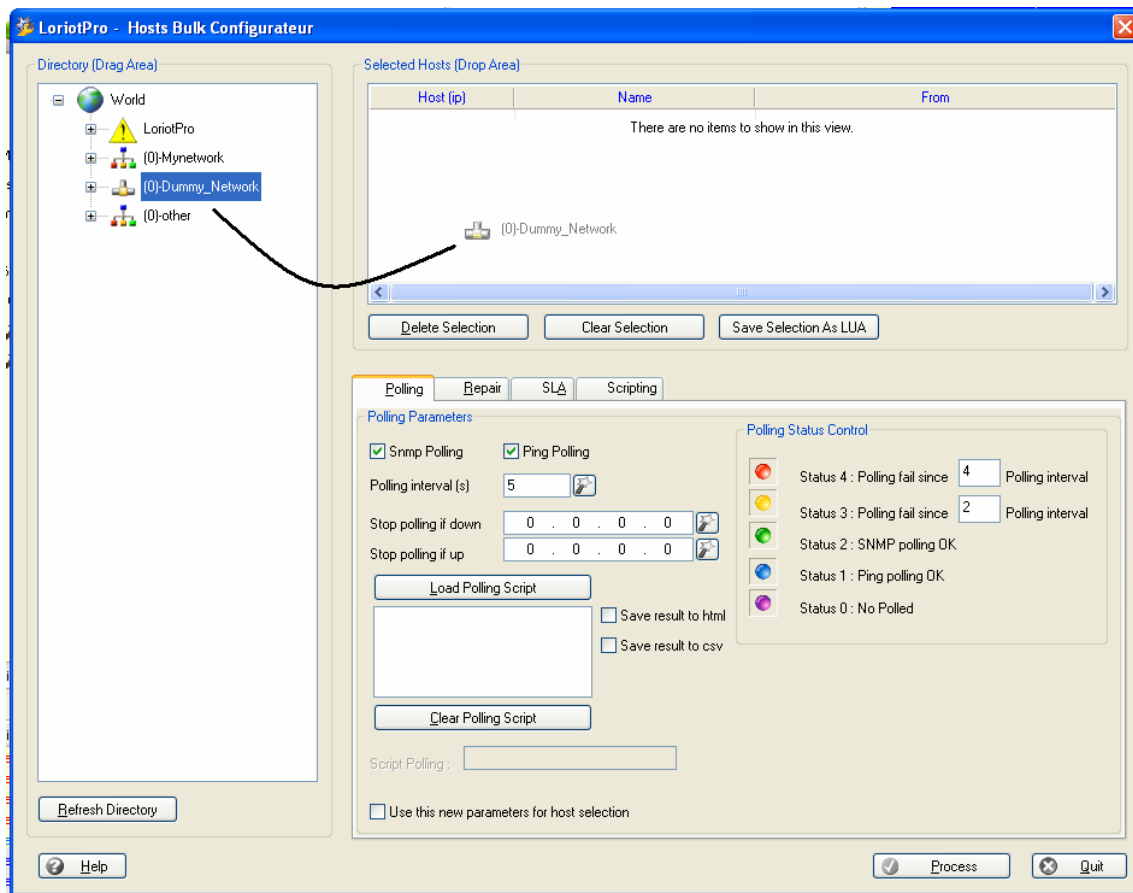 LoriotPro - Hosts Bulk Configurateur
Directory (Drag Area)
World
LoriotPro
(0)-Mynetwork
(0)-Dummy_Network
(0)-other
Refresh Directory
Selected Hosts (Drop Area)
Host (ip) Name From
There are no items to show in this view.
(0)-Dummy_Network
Delete Selection Clear Selection Save Selection As LUA
Polling Repair SLA Scripting
Polling Parameters
Snmp Polling Ping Polling
Polling interval (s) 5
Stop polling if down 0 . 0 . 0 . 0
Stop polling if up 0 . 0 . 0 . 0
Load Polling Script
Save result to html
Save result to csv
Clear Polling Script
Script Polling :
Use this new parameters for host selection
Polling Status Control
Status 4 : Polling fail since 4 Polling interval
Status 3 : Polling fail since 2 Polling interval
Status 2 : SNMP polling OK
Status 1 : Ping polling OK
Status 0 : No Polled
Help Process Quit